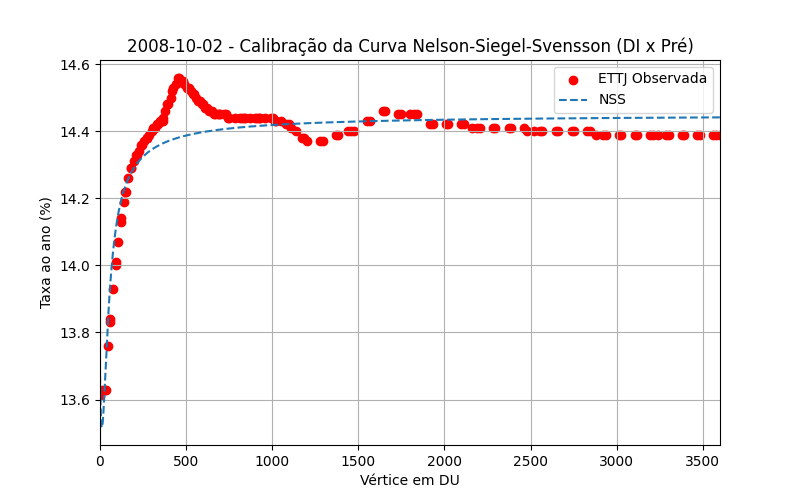 2008-10-02 - Calibração da Curva Nelson-Siegel-Svensson (DI x Pré)
ETTJ Observada
NSS
Taxa ao ano (%)
14.6
14.4
14.2
14.0
13.8
13.6
0 500 1000 1500 2000 2500 3000 3500
Vértice em DU